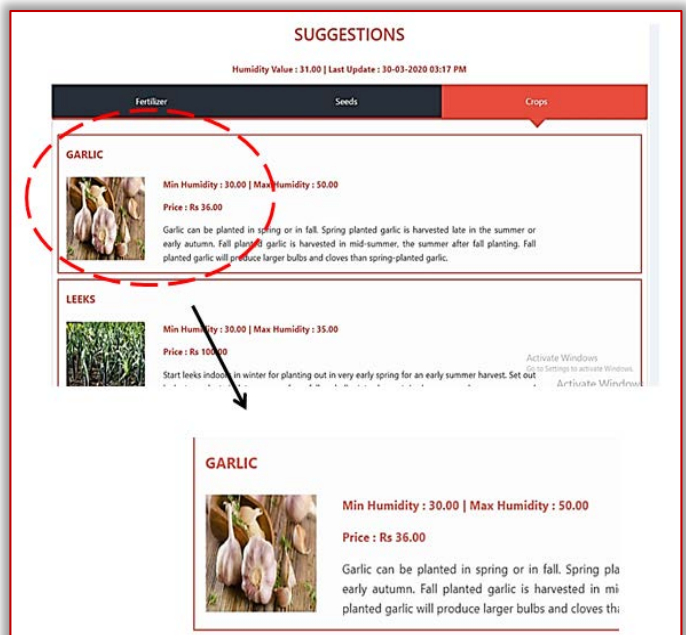 SUGGESTIONS
Humidity Value : 31.00 | Last Update : 30-03-2020 03:17 PM
Fertilizer Seeds Crops
GARLIC
Min Humidity : 30.00 | Max Humidity : 50.00
Price : Rs 36.00
Garlic can be planted in spring or in fall. Spring planted garlic is harvested late in the summer or
early autumn. Fall planted garlic is harvested in mid-summer, the summer after fall planting. Fall
planted garlic will produce larger bulbs and cloves than spring-planted garlic.
LEEKS
Min Humidity : 30.00 | Max Humidity : 35.00
Price : Rs 100.00
Start leeks indoors in winter for planting out in very early spring for an early summer harvest. Set out
Activate Windows
Go to Settings to activate Windows.
Activate Window
GARLIC
Min Humidity : 30.00 | Max Humidity : 50.00
Price : Rs 36.00
Garlic can be planted in spring or in fall. Spring pla
early autumn. Fall planted garlic is harvested in mi
planted garlic will produce larger bulbs and cloves tha